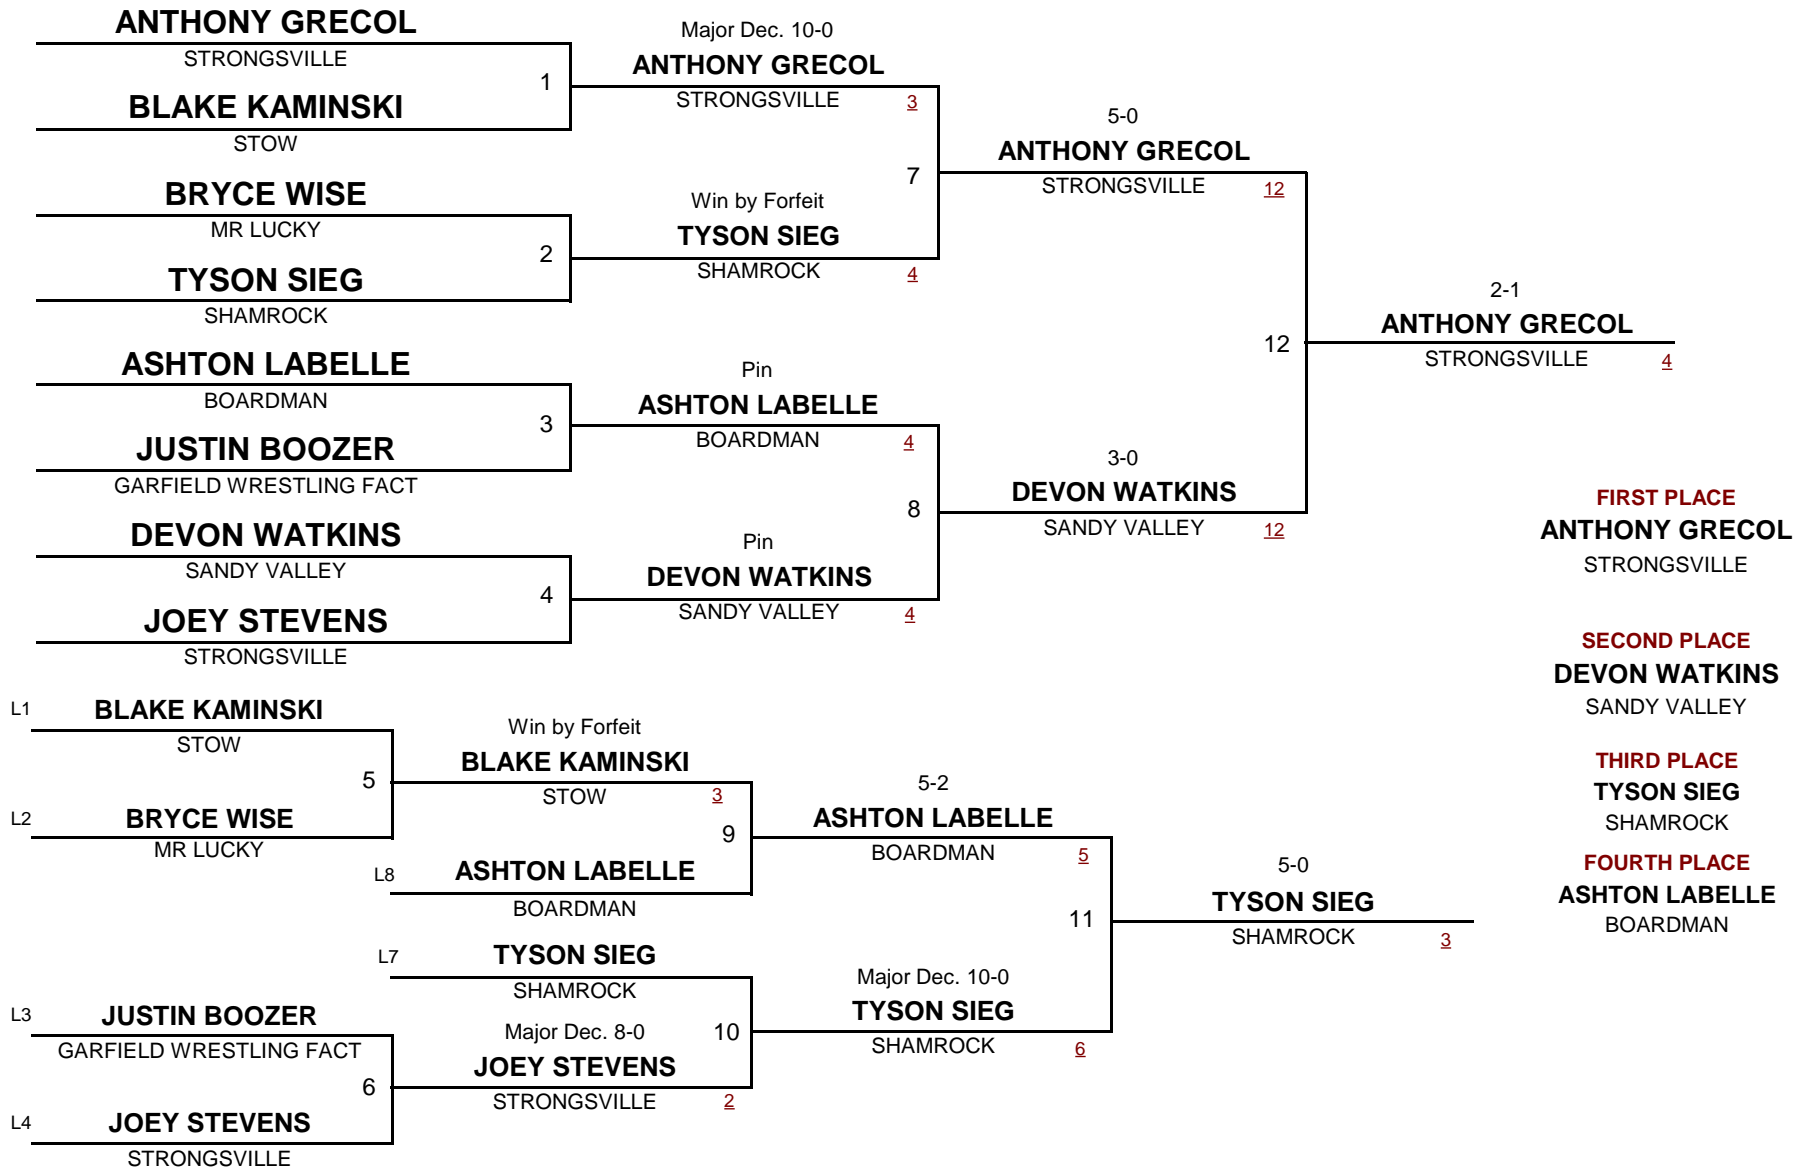 ANTHONY GRECOL
STRONGSVILLE
1
BLAKE KAMINSKI
STOW
BRYCE WISE
MR LUCKY
2
TYSON SIEG
SHAMROCK
ASHTON LABELLE
BOARDMAN
3
JUSTIN BOOZER
GARFIELD WRESTLING FACT
DEVON WATKINS
SANDY VALLEY
4
JOEY STEVENS
STRONGSVILLE
Major Dec. 10-0
ANTHONY GRECOL
STRONGSVILLE 3
7
Win by Forfeit
TYSON SIEG
SHAMROCK 4
Pin
ASHTON LABELLE
BOARDMAN 4
8
Pin
DEVON WATKINS
SANDY VALLEY 4
5-0
ANTHONY GRECOL
STRONGSVILLE 12
12
3-0
DEVON WATKINS
SANDY VALLEY 12
2-1
ANTHONY GRECOL
STRONGSVILLE 4
FIRST PLACE
ANTHONY GRECOL
STRONGSVILLE
SECOND PLACE
DEVON WATKINS
SANDY VALLEY
THIRD PLACE
TYSON SIEG
SHAMROCK
FOURTH PLACE
ASHTON LABELLE
BOARDMAN
L1 BLAKE KAMINSKI
STOW
5
L2 BRYCE WISE
MR LUCKY
Win by Forfeit
BLAKE KAMINSKI
STOW 3
9
L8 ASHTON LABELLE
BOARDMAN
L7 TYSON SIEG
SHAMROCK
L3 JUSTIN BOOZER
GARFIELD WRESTLING FACT
6
L4 JOEY STEVENS
STRONGSVILLE
Major Dec. 8-0 10
JOEY STEVENS
STRONGSVILLE 2
5-2
ASHTON LABELLE
BOARDMAN 5
11
Major Dec. 10-0
TYSON SIEG
SHAMROCK 6
5-0
TYSON SIEG
SHAMROCK 3